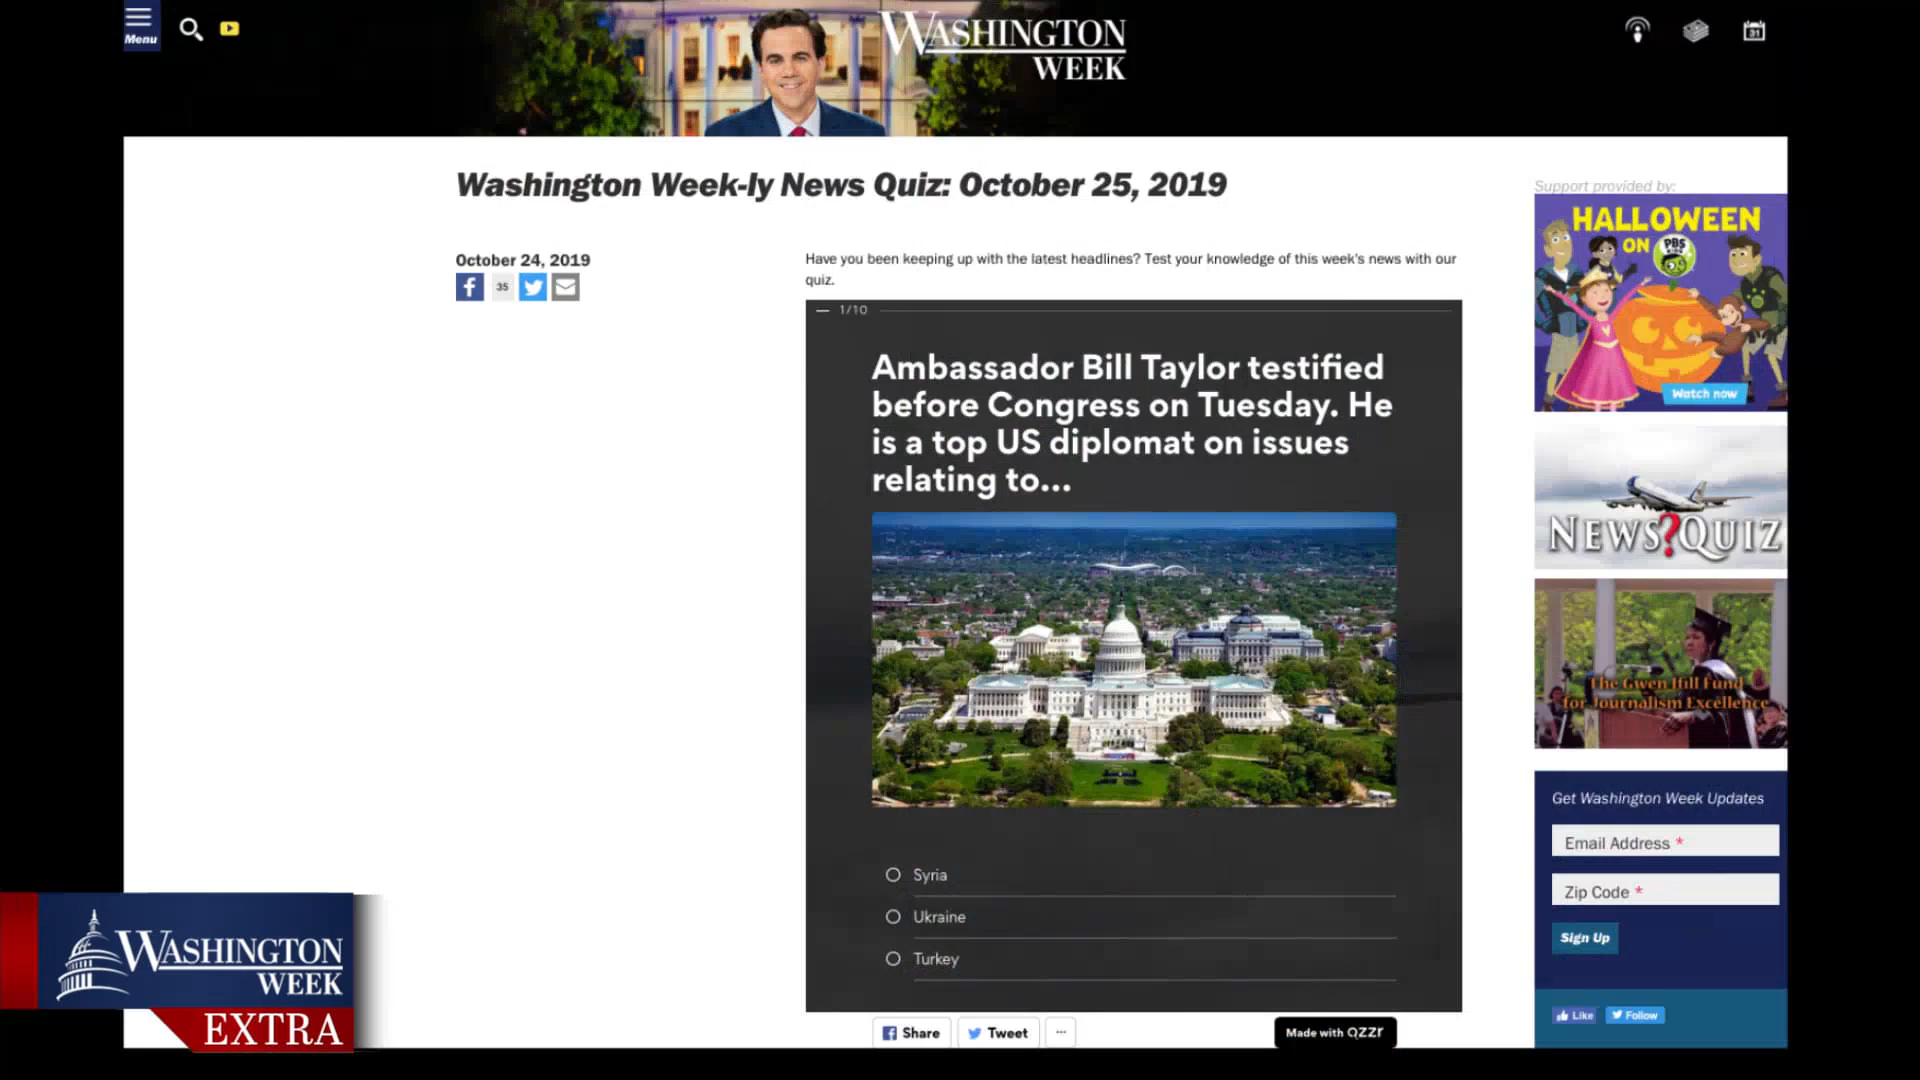 Menu
WASHINGTON
WEEK
31
Washington Week-ly News Quiz: October 25, 2019
October 24, 2019
35
Have you been keeping up with the latest headlines? Test your knowledge of this week's news with our
quiz.
1/10
Ambassador Bill Taylor testified
before Congress on Tuesday. He
is a top US diplomat on issues
relating to...
Syria
Ukraine
Turkey
Share
Tweet
...
Made with QZZr
Support provided by:
HALLOWEEN
ON
PBS
Watch now
NEWS?QUIZ
The Gwen Ifill Fund
for Journalism Excellence
Get Washington Week Updates
Email Address *
Zip Code *
Sign Up
Like
Follow
WASHINGTON
WEEK
EXTRA